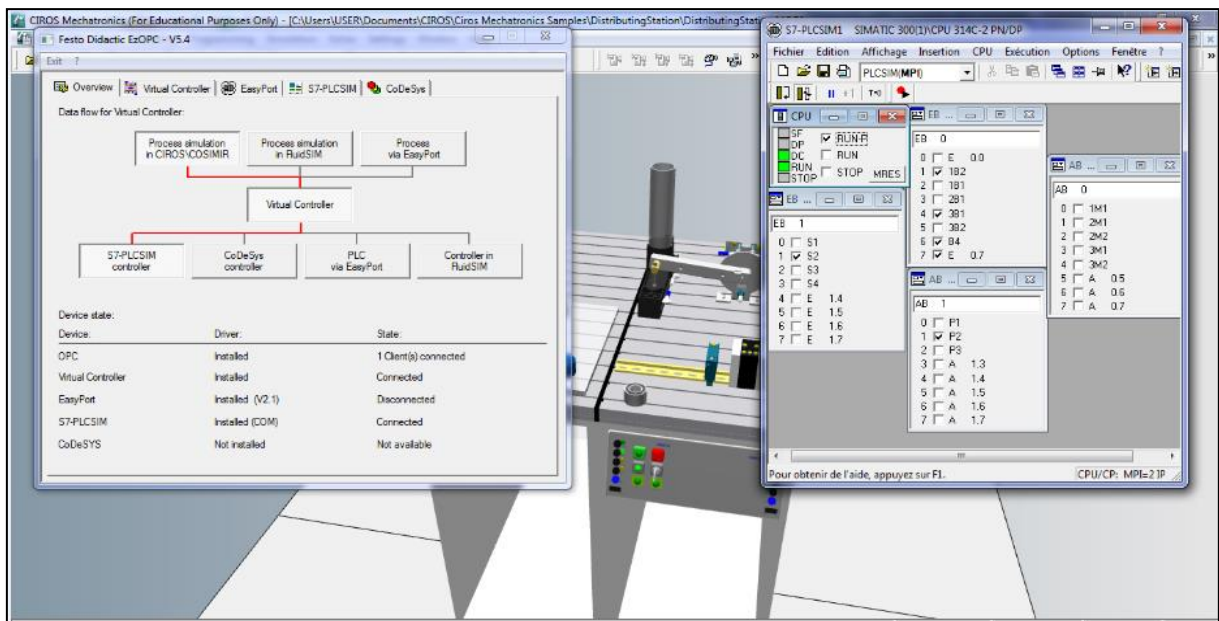 CIROS Mechatronics (For Educational Purposes Only) - [C:\Users\USER\Documents\CIROS\Ciros Mechatronics Samples\DistributingStation\DistributingStat
Festo Didactic EzOPC - V5.4
Exit ?
Overview Virtual Controller EasyPort S7-PLCSIM CoDeSys
Data flow for Virtual Controller:
Process simulation
in CIROS\COSIMIR
Process simulation
in FluidSIM
Process
via EasyPort
Virtual Controller
S7-PLCSIM
controller
CoDeSys
controller
PLC
via EasyPort
Controller in
FluidSIM
Device state:
Device: Driver: State:
OPC Installed 1 Client(s) connected
Virtual Controller Installed Connected
EasyPort Installed (V2.1) Disconnected
S7-PLCSIM Installed (COM) Connected
CoDeSYS Not installed Not available
S7-PLCSIM1 SIMATIC 300(1)\CPU 314C-2 PN/DP
Fichier Edition Affichage Insertion CPU Exécution Options Fenêtre ?
PLCSIM(MPI)
T=0
CPU
SF
DP
DC
RUN
STOP
RUN-P
RUN
STOP MRES
EB ...
EB 0
0 E 0.0
1 1B2
2 1B1
3 2B1
4 3B1
5 3B2
6 B4
7 E 0.7
AB ...
AB 0
0 1M1
1 2M1
2 2M2
3 3M1
4 3M2
5 A 0.5
6 A 0.6
7 A 0.7
EB ...
EB 1
0 S1
1 S2
2 S3
3 S4
4 E 1.4
5 E 1.5
6 E 1.6
7 E 1.7
AB ...
AB 1
0 P1
1 P2
2 P3
3 A 1.3
4 A 1.4
5 A 1.5
6 A 1.6
7 A 1.7
Pour obtenir de l'aide, appuyez sur F1.
CPU/CP: MPI=2 IP